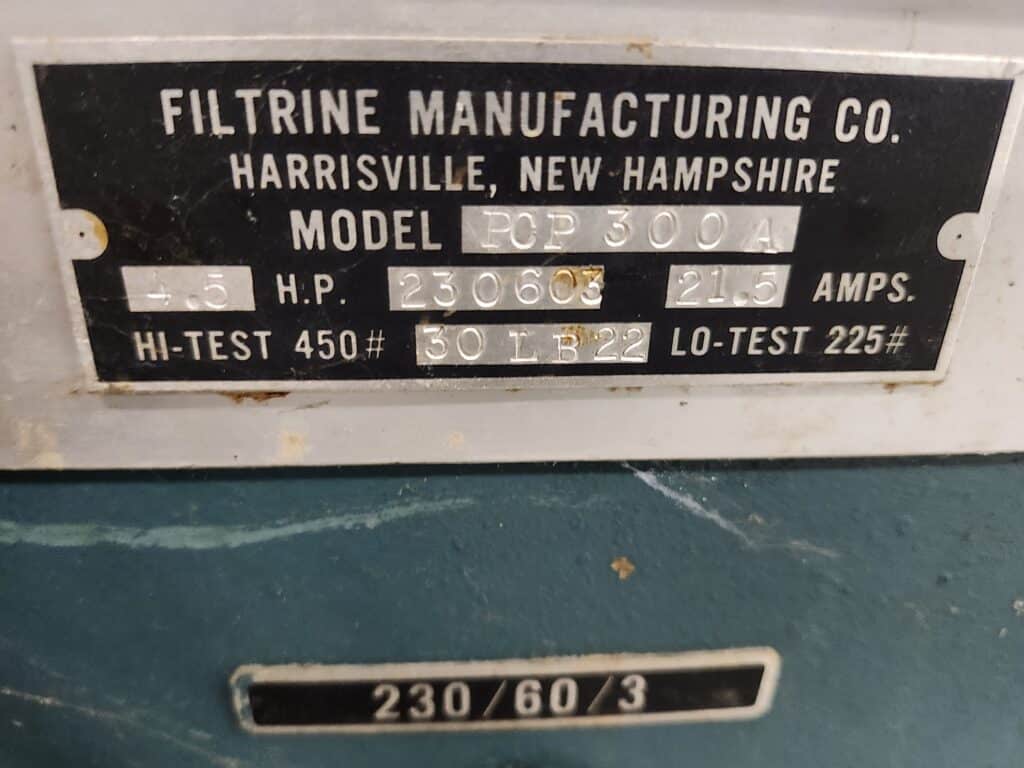 FILTRINE MANUFACTURING CO.
HARRISVILLE, NEW HAMPSHIRE
MODEL PCP 300 A
4.5 H.P. 230603 21.5 AMPS.
HI-TEST 450# 30 L B 22 LO-TEST 225#
230/60/3